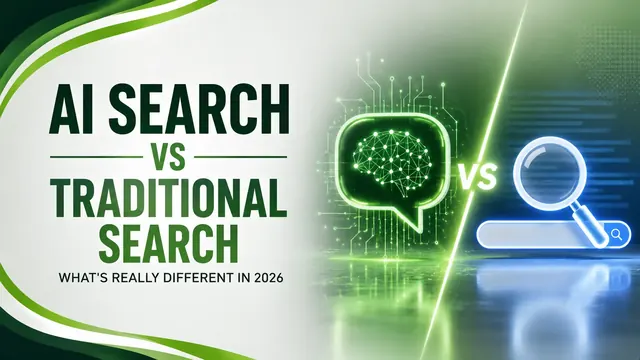 AI SEARCH
VS
TRADITIONAL
SEARCH
WHAT'S REALLY DIFFERENT IN 2026
VS